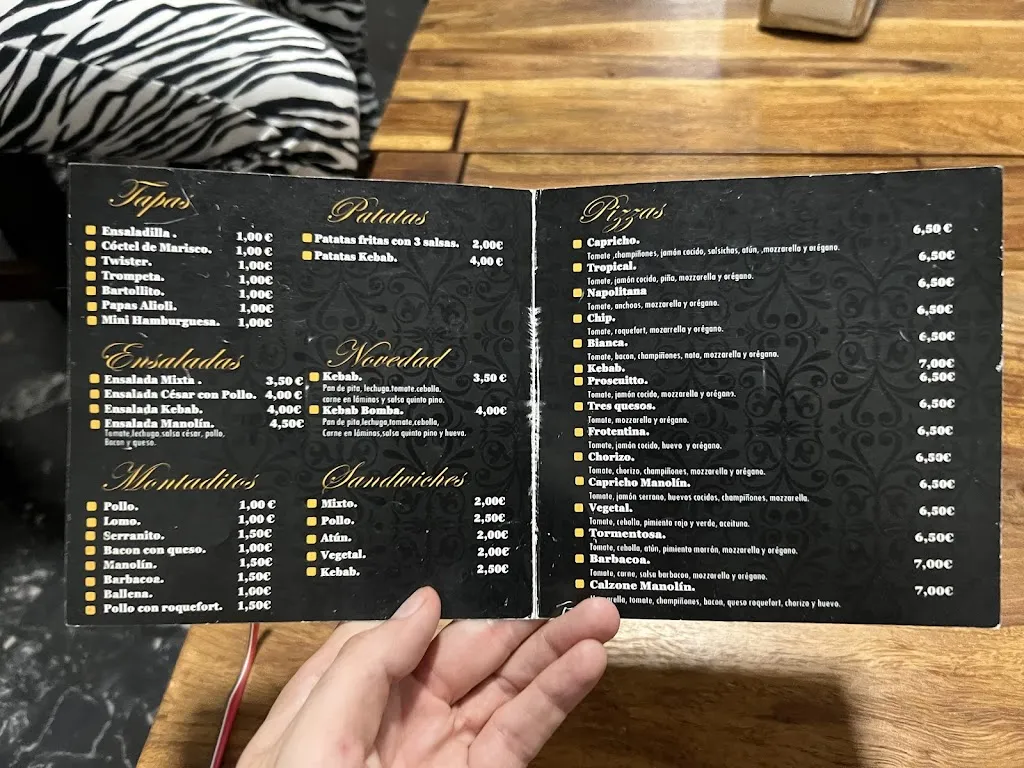 Tapas
Ensaladilla . 1,00 €
Cóctel de Marisco. 1,00 €
Twister. 1,00€
Trompeta. 1,00€
Bartollito. 1,00€
Papas Alioli. 1,00€
Mini Hamburguesa. 1,00€
Ensaladas
Ensalada Mixta . 3,50 €
Ensalada César con Pollo. 4,00 €
Ensalada Kebab. 4,00€
Ensalada Manolín. 4,50€
Tomate,lechuga,salsa césar, pollo,
Bacon y queso.
Montaditos
Pollo. 1,00 €
Lomo. 1,00 €
Serranito. 1,50€
Bacon con queso. 1,00€
Manolín. 1,50€
Barbacoa. 1,50€
Ballena. 1,00€
Pollo con roquefort. 1,50€
Patatas
Patatas fritas con 3 salsas. 2,00€
Patatas Kebab. 4,00 €
Novedad
Kebab. 3,50 €
Pan de pita, lechuga,tomate,cebolla,
carne en láminas y salsa quinto pino.
Kebab Bomba. 4,00€
Pan de pita,lechuga,tomate,cebolla,
Carne en láminas,salsa quinto pino y huevo.
Sandwiches
Mixto. 2,00€
Pollo. 2,50€
Atún. 2,00€
Vegetal. 2,00€
Kebab. 2,50€
Pizzas
Capricho. 6,50 €
Tomate ,champiñones, jamón cocido, salsichas, atún, ,mozzarella y orégano.
Tropical. 6,50€
Tomate, jamón cocido, piña, mozzarella y orégano.
Napolitana 6,50€
Tomate, anchoas, mozzarella y orégano.
Chip. 6,50€
Tomate, roquefort, mozarrella y orégano.
Bianca. 6,50€
Tomate, bacon, champiñones, nata, mozzarella y orégano.
Kebab. 7,00€
Proscuitto. 6,50€
Tomate, jamón cocido, mozzarella y orégano.
Tres quesos. 6,50€
Tomate, mozzarella y orégano.
Frotentina. 6,50€
Tomate, jamón cocido, huevo y orégano.
Chorizo. 6,50€
Tomate, chorizo, champiñones, mozzarella y orégano.
Capricho Manolín. 6,50€
Tomate, jamón serrano, huevos cocidos, champiñones, mozzarella.
Vegetal. 6,50€
Tomate, cebolla, pimiento rojo y verde, aceituna.
Tormentosa. 6,50€
Tomate, cebolla, atún, pimiento marrón, mozzarella y orégano.
Barbacoa. 7,00€
Tomate, carne, salsa barbacoa, mozzarella y orégano.
Calzone Manolín. 7,00€
tomate, champiñones, bacon, queso roquefort, chorizo y huevo.